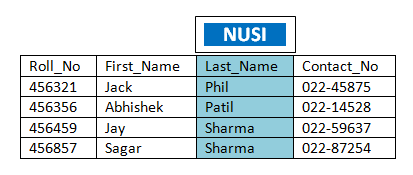 NUSI
Roll_No First_Name Last_Name Contact_No
456321 Jack Phil 022-45875
456356 Abhishek Patil 022-14528
456459 Jay Sharma 022-59637
456857 Sagar Sharma 022-87254